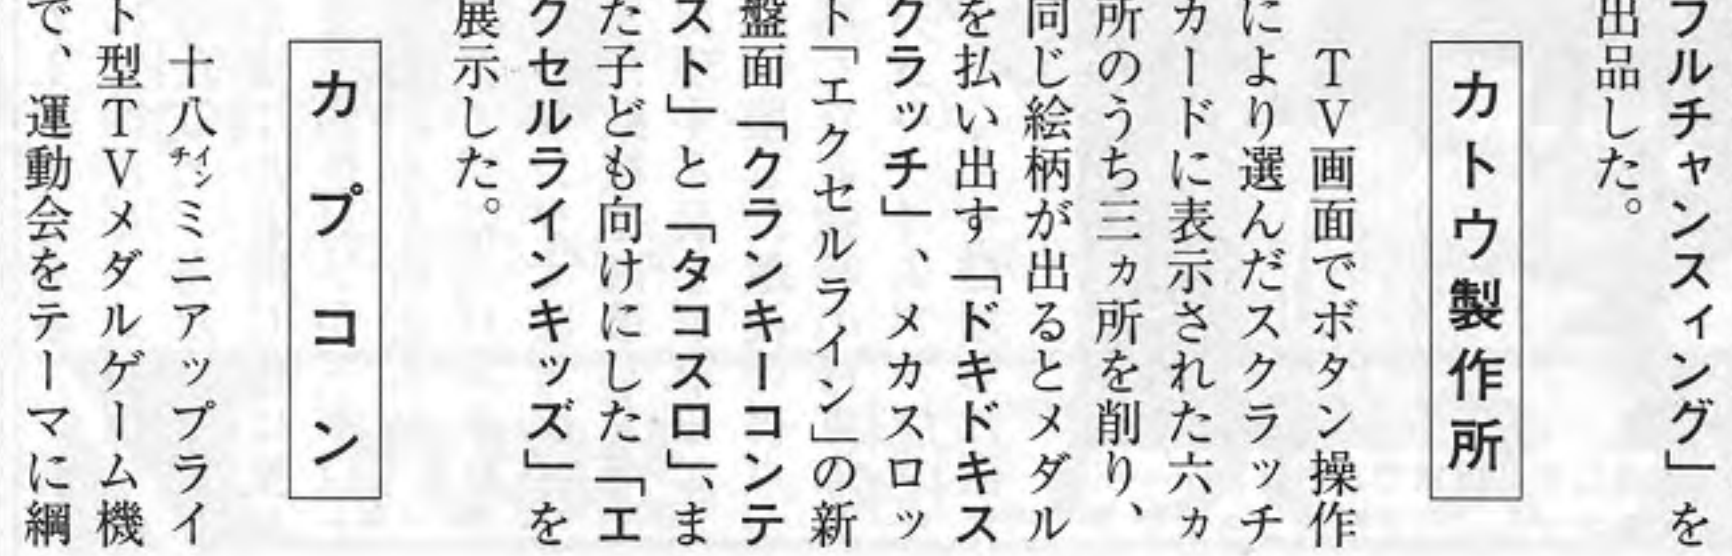 フルチャンスィング」を
出品した。
カトウ製作所
TV画面でボタン操作
により選んだスクラッチ
カードに表示された六ヵ
所のうち三ヵ所を削り、
同じ絵柄が出るとメダル
を払い出す「ドキドキス
クラッチ」、メカスロッ
ト「エクセルライン」の新
盤面「クランキーコンテ
スト」と「タコスロ」、ま
た子ども向けにした「エ
クセルラインキッズ」を
展示した。
カプコン
十八インチミニアップライ
ト型TVメダルゲーム機
で、運動会をテーマに綱